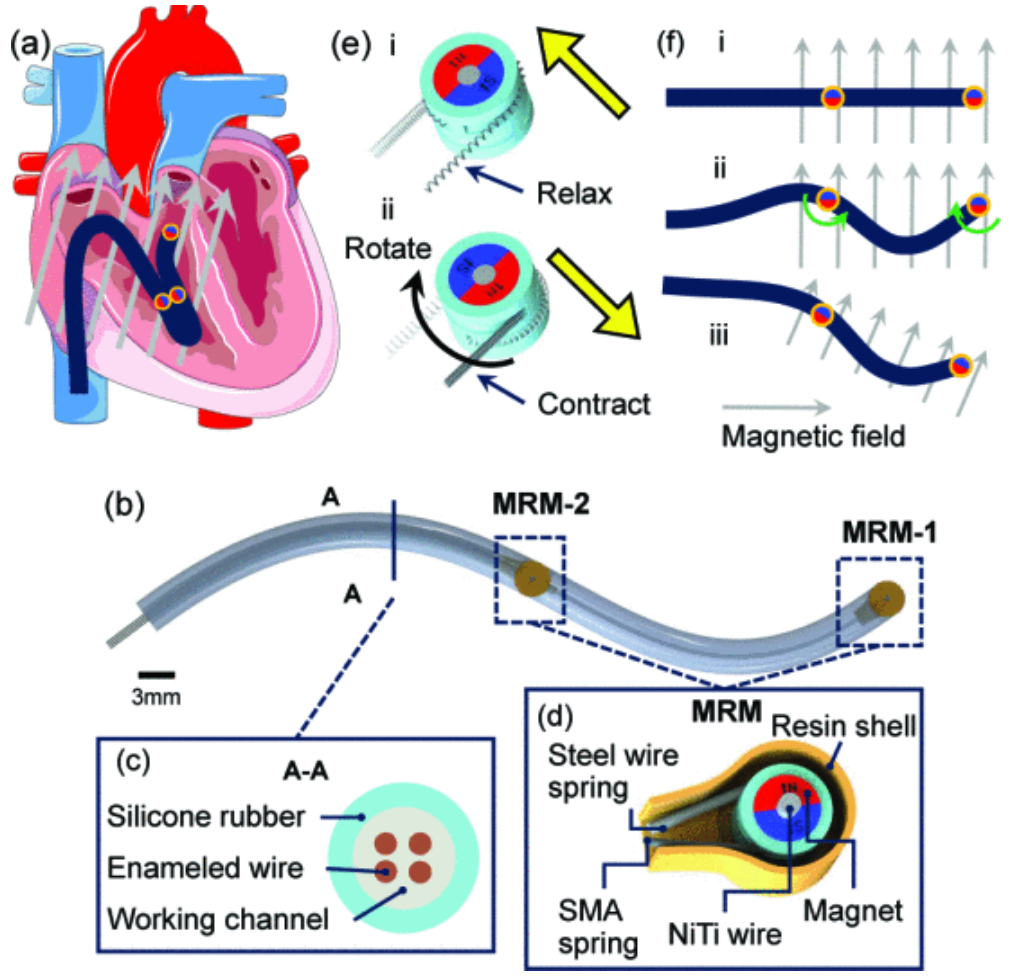 (a)
(e) i
Relax
ii
Rotate
Contract
(f) i
ii
iii
Magnetic field
(b)
A
A
MRM-2
MRM-1
3mm
(c)
A-A
Silicone rubber
Enameled wire
Working channel
(d)
MRM
Resin shell
Steel wire
spring
SMA
spring
NiTi wire
Magnet